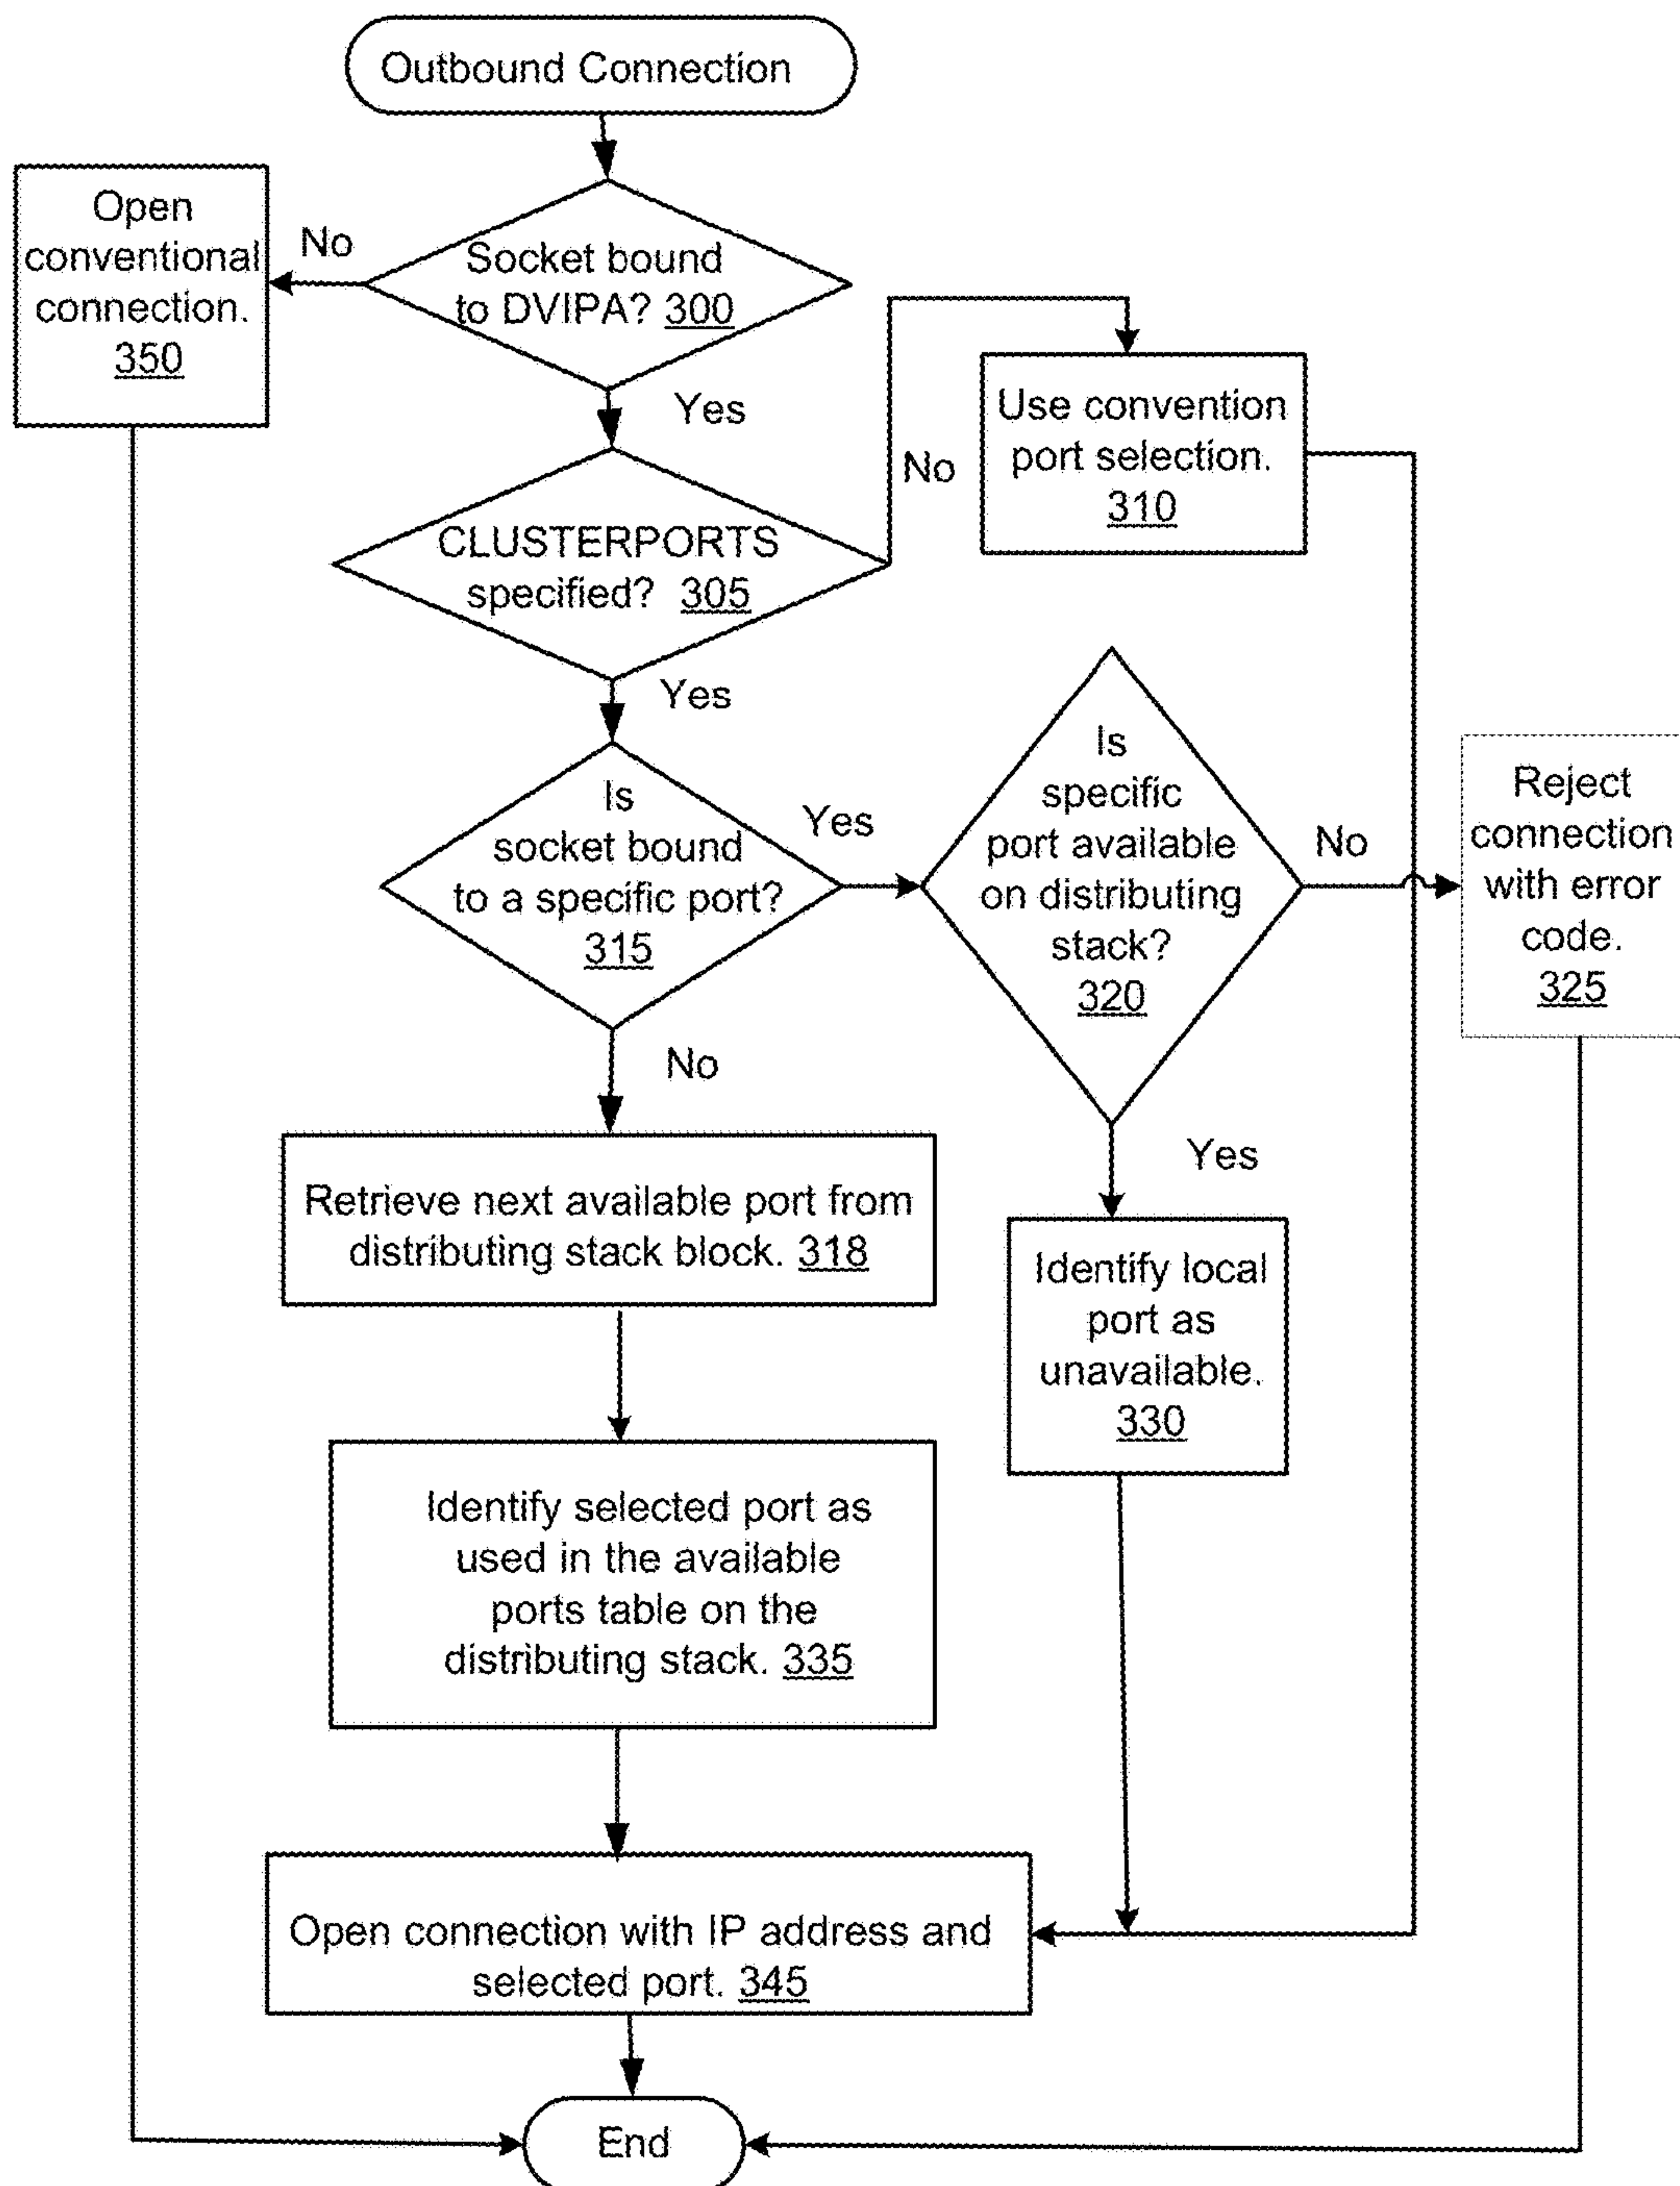 Outbound Connection
Open
conventional
connection.
350
No
Socket bound
to DVIPA? 300
Yes
Use convention
port selection.
310
No
CLUSTERPORTS
specified? 305
Yes
Is
socket bound
to a specific port?
315
Yes
Is
specific
port available
on distributing
stack?
320
No
Reject
connection
with error
code.
325
No
Yes
Retrieve next available port from
distributing stack block. 318
Identify local
port as
unavailable.
330
Identify selected port as
used in the available
ports table on the
distributing stack. 335
Open connection with IP address and
selected port. 345
End